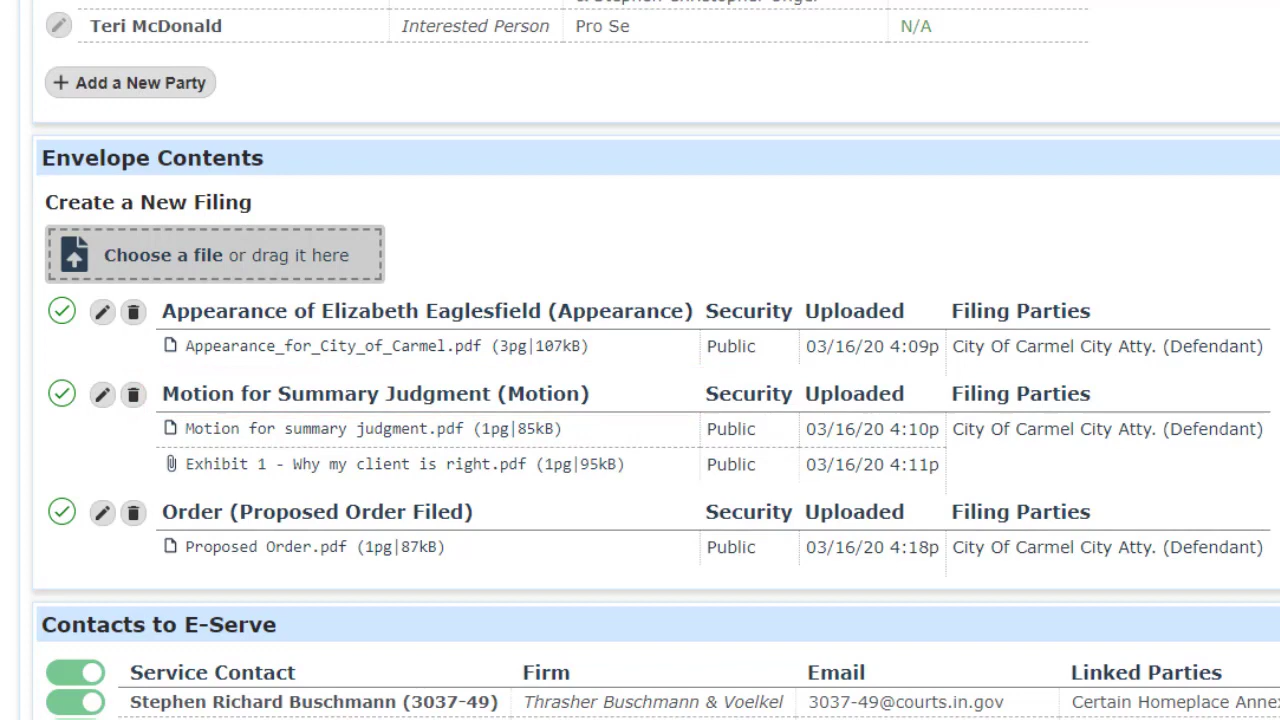 Teri McDonald Interested Person Pro Se N/A
+ Add a New Party
Envelope Contents
Create a New Filing
Choose a file or drag it here
Appearance of Elizabeth Eaglesfield (Appearance) Security Uploaded Filing Parties
Appearance_for_City_of_Carmel.pdf (3pg|107kB) Public 03/16/20 4:09p City Of Carmel City Atty. (Defendant)
Motion for Summary Judgment (Motion) Security Uploaded Filing Parties
Motion for summary judgment.pdf (1pg|85kB) Public 03/16/20 4:10p City Of Carmel City Atty. (Defendant)
Exhibit 1 - Why my client is right.pdf (1pg|95kB) Public 03/16/20 4:11p
Order (Proposed Order Filed) Security Uploaded Filing Parties
Proposed Order.pdf (1pg|87kB) Public 03/16/20 4:18p City Of Carmel City Atty. (Defendant)
Contacts to E-Serve
Service Contact Firm Email Linked Parties
Stephen Richard Buschmann (3037-49) Thrasher Buschmann & Voelkel 3037-49@courts.in.gov Certain Homeplace Annex